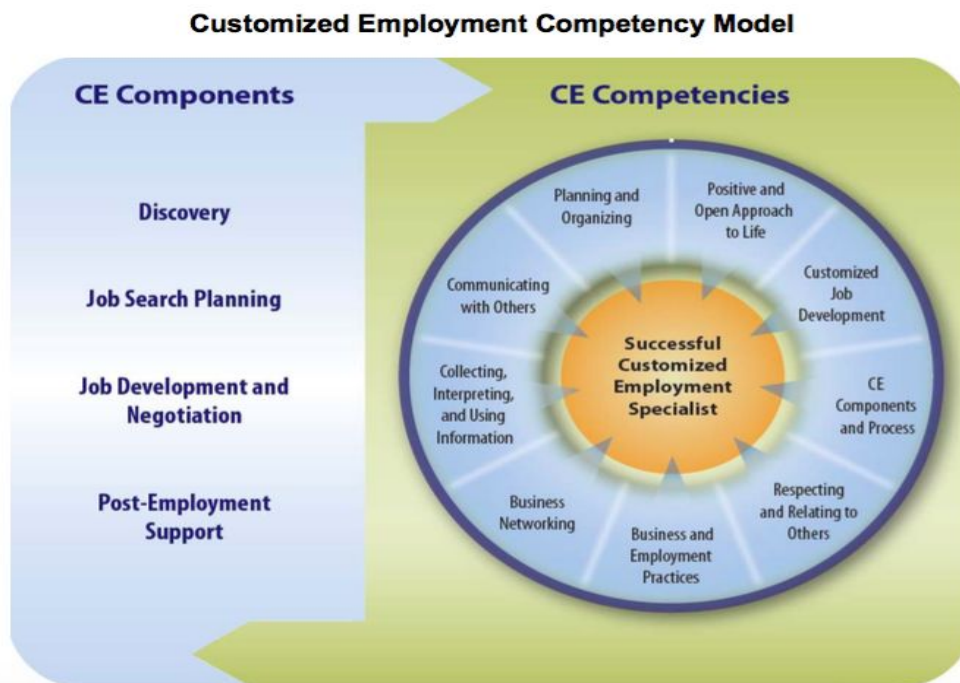 Customized Employment Competency Model
CE Components
Discovery
Job Search Planning
Job Development and
Negotiation
Post-Employment
Support
CE Competencies
Planning and
Organizing
Positive and
Open Approach
to Life
Customized
Job
Development
CE
Components
and Process
Respecting
and Relating to
Others
Business and
Employment
Practices
Business
Networking
Collecting,
Interpreting,
and Using
Information
Communicating
with Others
Successful
Customized
Employment
Specialist